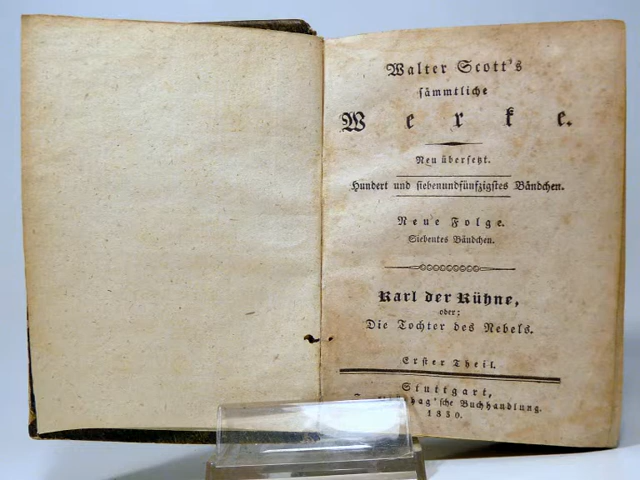 Walter Scott's
sämmtliche
Werke.
Neu übersetzt.
Hundert und siebenundfünfzigstes Bändchen.
Neue Folge.
Siebentes Bändchen.
Karl der Kühne,
oder:
Die Tochter des Nebels.
Erster Theil.
Stuttgart,
Buchhandlung.
1830.